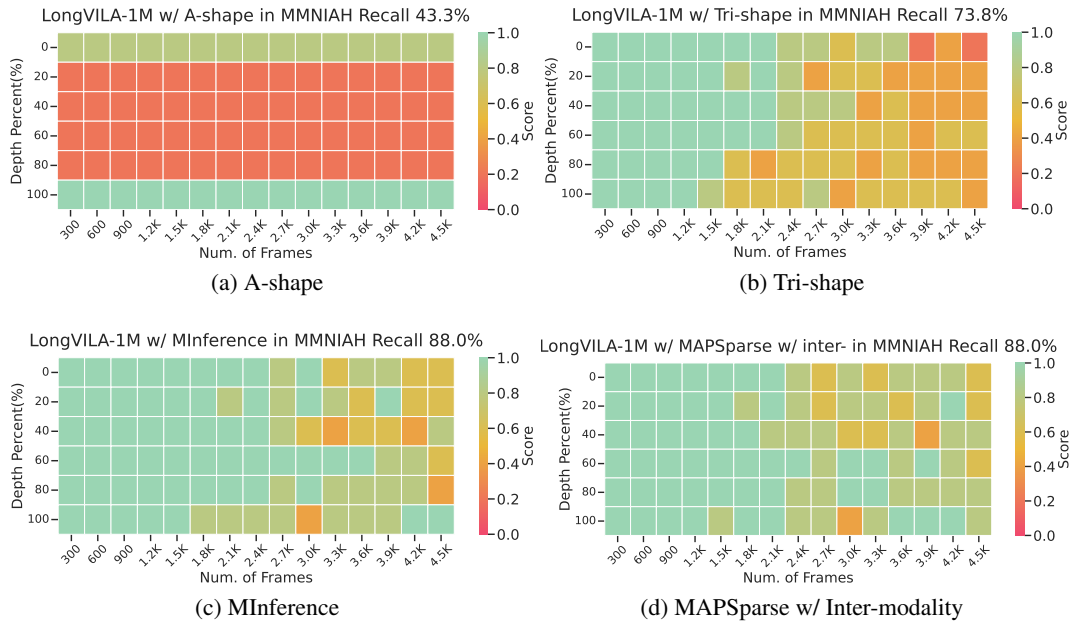 LongVILA-1M w/ A-shape in MMNIAH Recall 43.3%
Depth Percent(%)
0
20
40
60
80
100
300 600 900 1.2K 1.5K 1.8K 2.1K 2.4K 2.7K 3.0K 3.3K 3.6K 3.9K 4.2K 4.5K
Num. of Frames
1.0
0.8
0.6
0.4
0.2
0.0
Score
(a) A-shape
LongVILA-1M w/ Tri-shape in MMNIAH Recall 73.8%
Depth Percent(%)
0
20
40
60
80
100
300 600 900 1.2K 1.5K 1.8K 2.1K 2.4K 2.7K 3.0K 3.3K 3.6K 3.9K 4.2K 4.5K
Num. of Frames
1.0
0.8
0.6
0.4
0.2
0.0
Score
(b) Tri-shape
LongVILA-1M w/ MInference in MMNIAH Recall 88.0%
Depth Percent(%)
0
20
40
60
80
100
300 600 900 1.2K 1.5K 1.8K 2.1K 2.4K 2.7K 3.0K 3.3K 3.6K 3.9K 4.2K 4.5K
Num. of Frames
1.0
0.8
0.6
0.4
0.2
0.0
Score
(c) MInference
LongVILA-1M w/ MAPSparse w/ inter- in MMNIAH Recall 88.0%
Depth Percent(%)
0
20
40
60
80
100
300 600 900 1.2K 1.5K 1.8K 2.1K 2.4K 2.7K 3.0K 3.3K 3.6K 3.9K 4.2K 4.5K
Num. of Frames
1.0
0.8
0.6
0.4
0.2
0.0
Score
(d) MAPSparse w/ Inter-modality